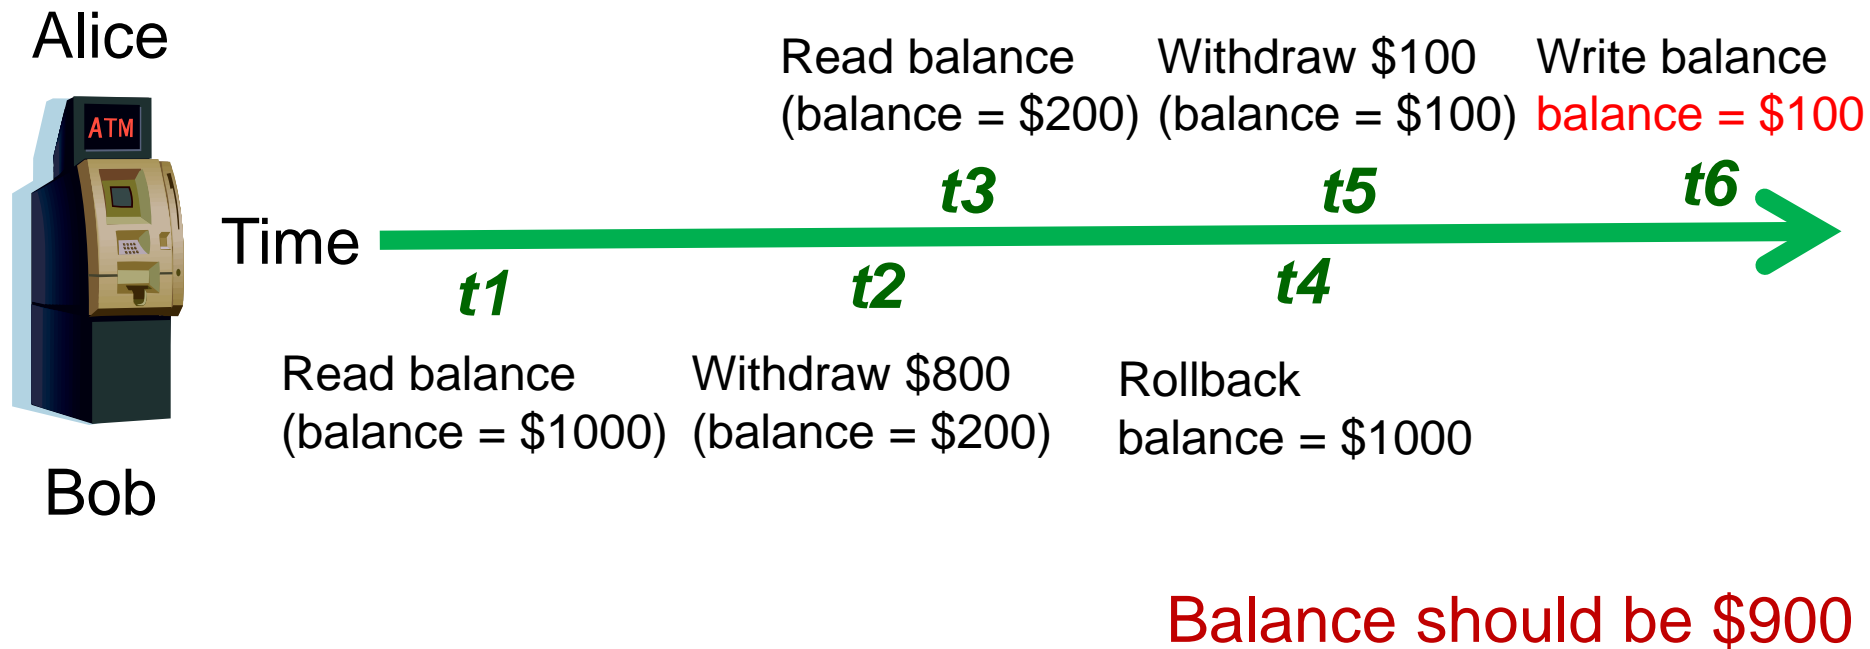 Alice
Read balance
(balance = $200)
Withdraw $100
(balance = $100)
Write balance
balance = $100
ATM
t3
t5
t6
Time
t1
t2
t4
Read balance
(balance = $1000)
Withdraw $800
(balance = $200)
Rollback
balance = $1000
Bob
Balance should be $900